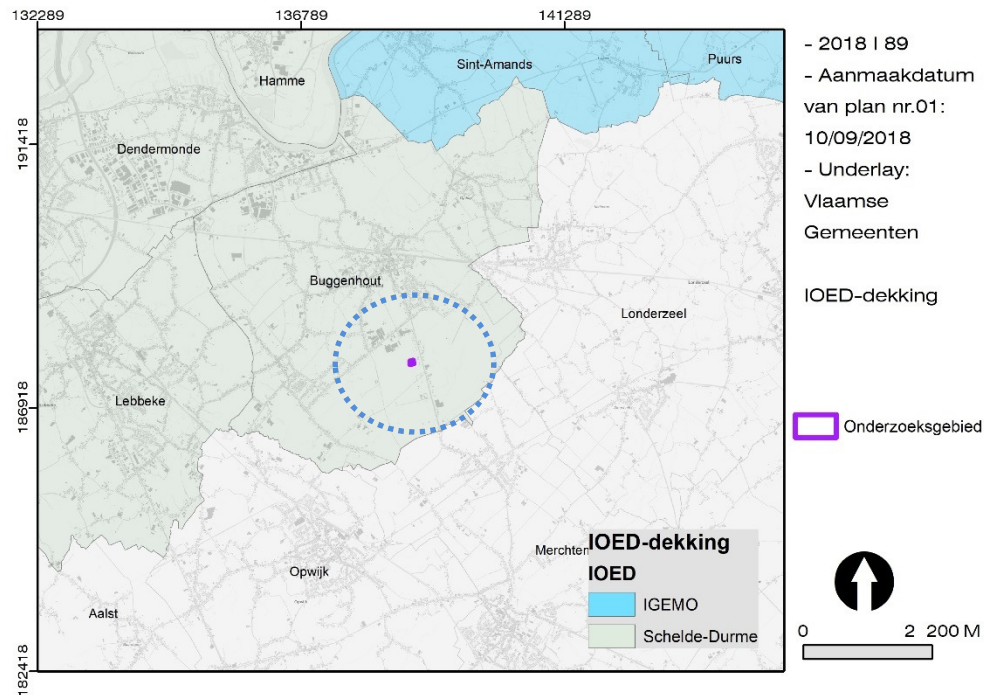 132289
136789
141289
191418
186918
182418
Hamme
Sint-Amands
Puurs
Dendermonde
Buggenhout
Londerzeel
Lebbeke
Opwijk
Merchten
Aalst
IOED-dekking
IOED
IGEMO
Schelde-Durme
- 2018 I 89
- Aanmaakdatum
van plan nr.01:
10/09/2018
- Underlay:
Vlaamse
Gemeenten
IOED-dekking
Onderzoeksgebied
0 2 200 M